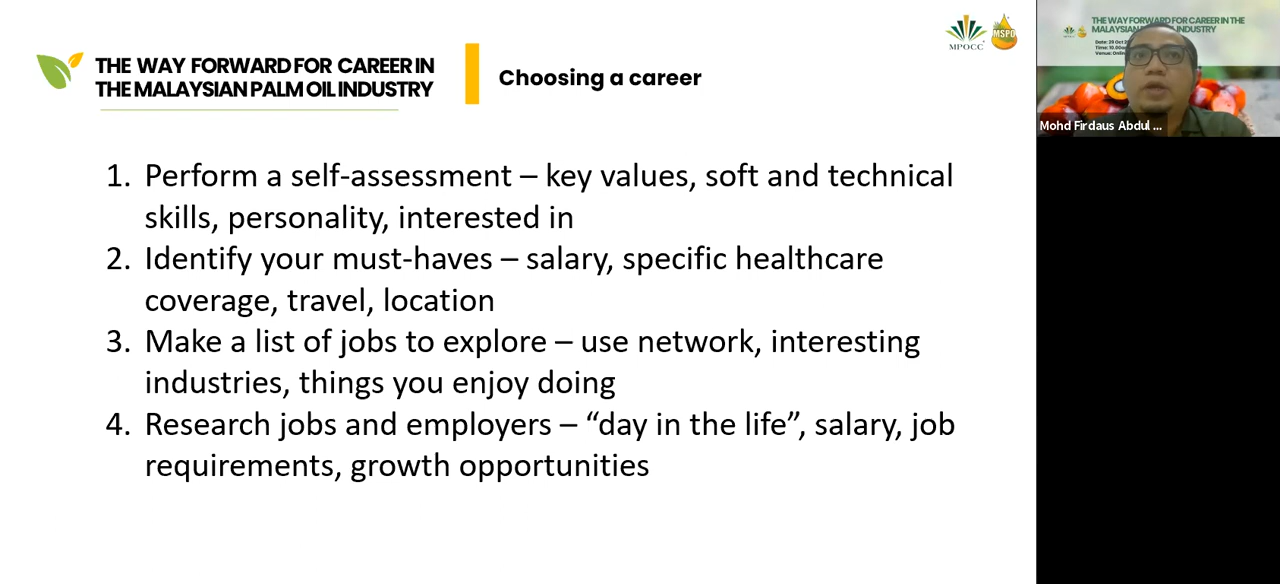 THE WAY FORWARD FOR CAREER IN
THE MALAYSIAN PALM OIL INDUSTRY
Choosing a career
MPOCC
MSPO
1. Perform a self-assessment – key values, soft and technical
skills, personality, interested in
2. Identify your must-haves – salary, specific healthcare
coverage, travel, location
3. Make a list of jobs to explore – use network, interesting
industries, things you enjoy doing
4. Research jobs and employers – “day in the life”, salary, job
requirements, growth opportunities
THE WAY FORWARD FOR CAREER IN THE
MALAYSIAN INDUSTRY
Date: 29 Oct
Time: 10.00
Venue: Onlin
Mohd Firdaus Abdul ...